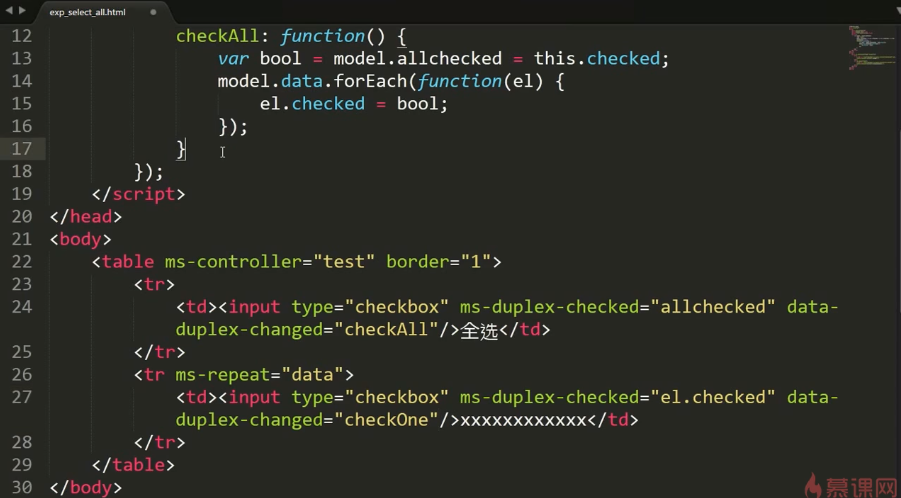 exp_select_all.html
12 checkAll: function() {
13 var bool = model.allchecked = this.checked;
14 model.data.forEach(function(el) {
15 el.checked = bool;
16 });
17 }
18 });
19 </script>
20 </head>
21 <body>
22 <table ms-controller="test" border="1">
23 <tr>
24 <td><input type="checkbox" ms-duplex-checked="allchecked" data-
duplex-changed="checkAll"/>全选</td>
25 </tr>
26 <tr ms-repeat="data">
27 <td><input type="checkbox" ms-duplex-checked="el.checked" data-
duplex-changed="checkOne"/>xxxxxxxxxxxx</td>
28 </tr>
29 </table>
30 </body>
慕课网